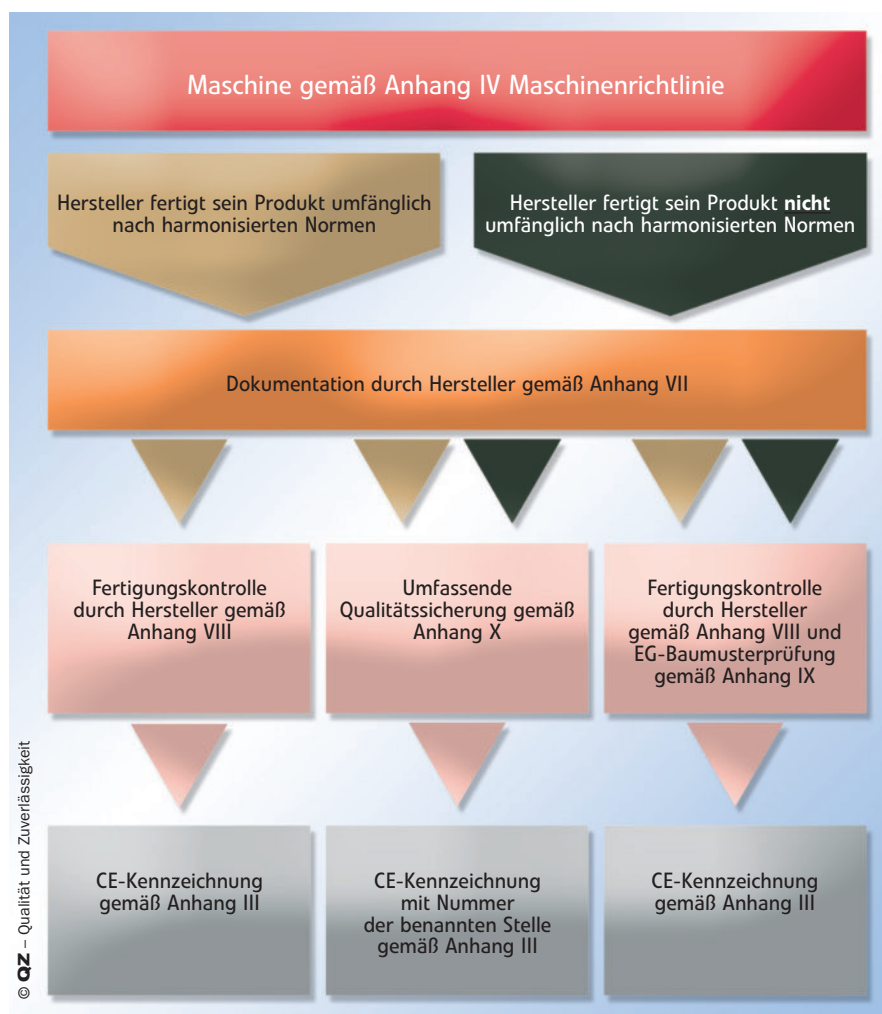 Maschine gemäß Anhang IV Maschinenrichtlinie
Hersteller fertigt sein Produkt umfänglich
nach harmonisierten Normen
Hersteller fertigt sein Produkt nicht
umfänglich nach harmonisierten Normen
Dokumentation durch Hersteller gemäß Anhang VII
Fertigungskontrolle
durch Hersteller gemäß
Anhang VIII
Umfassende
Qualitätssicherung gemäß
Anhang X
Fertigungskontrolle
durch Hersteller
gemäß Anhang VIII und
EG-Baumusterprüfung
gemäß Anhang IX
CE-Kennzeichnung
gemäß Anhang III
CE-Kennzeichnung
mit Nummer
der benannten Stelle
gemäß Anhang III
CE-Kennzeichnung
gemäß Anhang III
© QZ – Qualität und Zuverlässigkeit